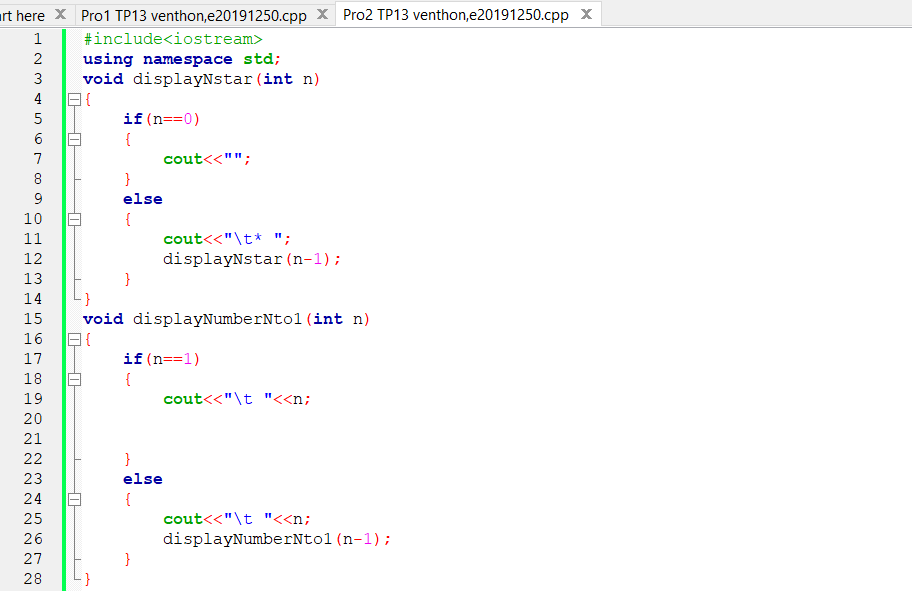 rt here X Pro1 TP13 venthon,e20191250.cpp X Pro2 TP13 venthon,e20191250.cpp X
1 #include<iostream>
2 using namespace std;
3 void displayNstar(int n)
4 {
5     if(n==0)
6     {
7         cout<<"";
8     }
9     else
10     {
11         cout<<"\t* ";
12         displayNstar(n-1);
13     }
14 }
15 void displayNumberNto1(int n)
16 {
17     if(n==1)
18     {
19         cout<<"\t "<<n;
20
21
22     }
23     else
24     {
25         cout<<"\t "<<n;
26         displayNumberNto1(n-1);
27     }
28 }